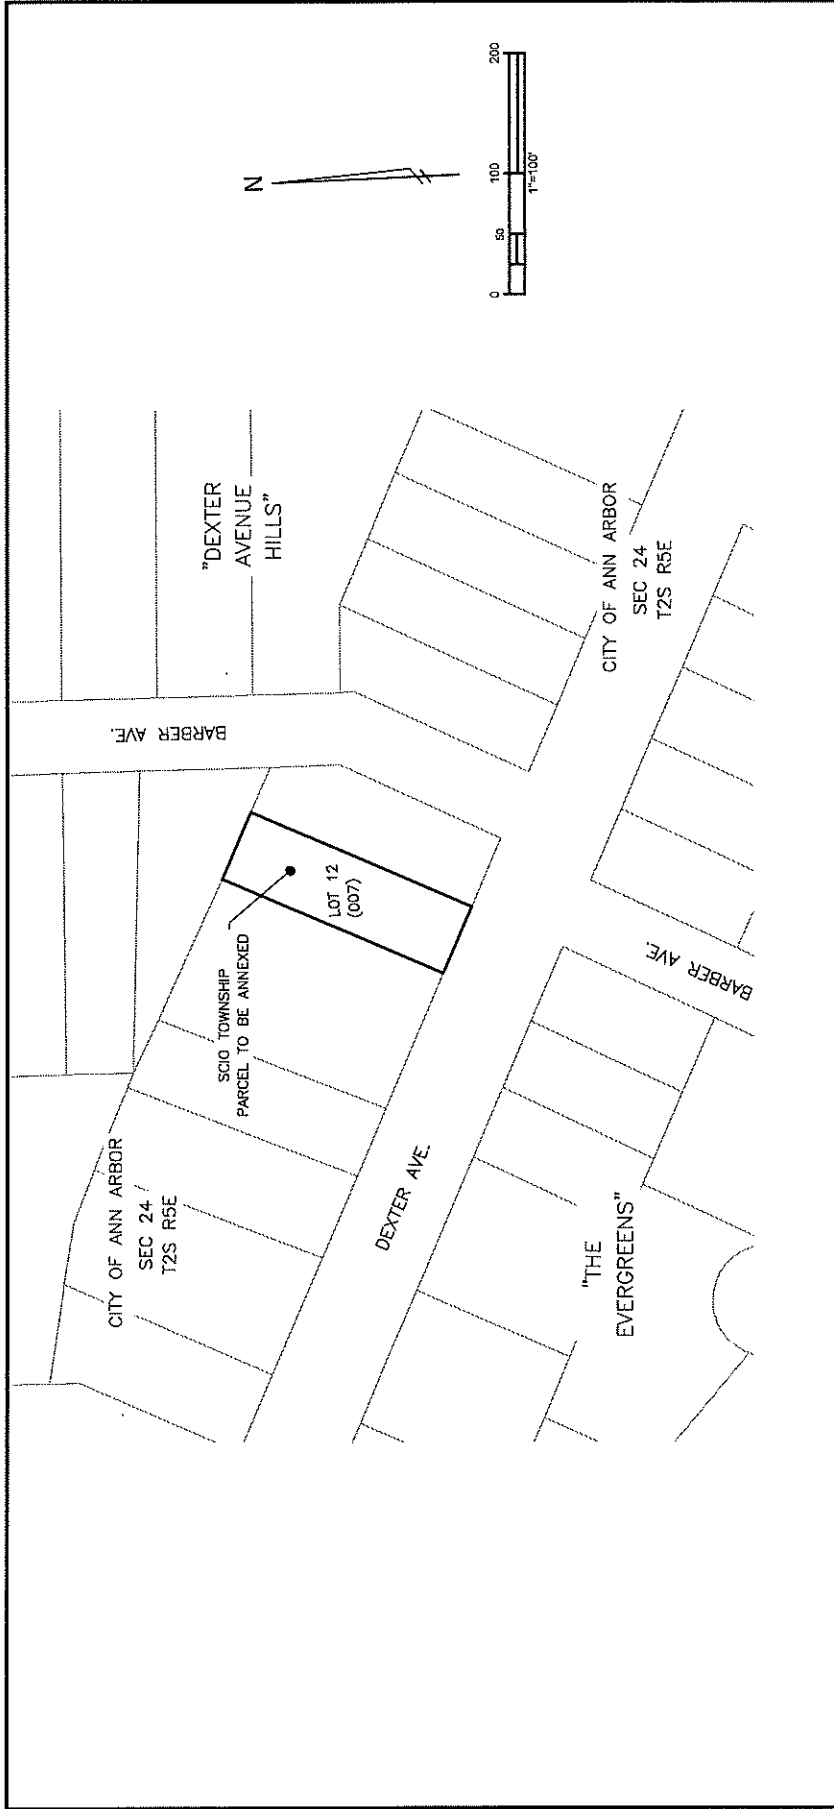 N
0
50
100
200
1"=100'
"DEXTER
AVENUE
HILLS"
BARBER AVE.
CITY OF ANN ARBOR
SEC 24
T2S R5E
SCIO TOWNSHIP
PARCEL TO BE ANNEXED
LOT 12
(007)
CITY OF ANN ARBOR
SEC 24
T2S R5E
DEXTER AVE.
BARBER AVE.
"THE
EVERGREENS"